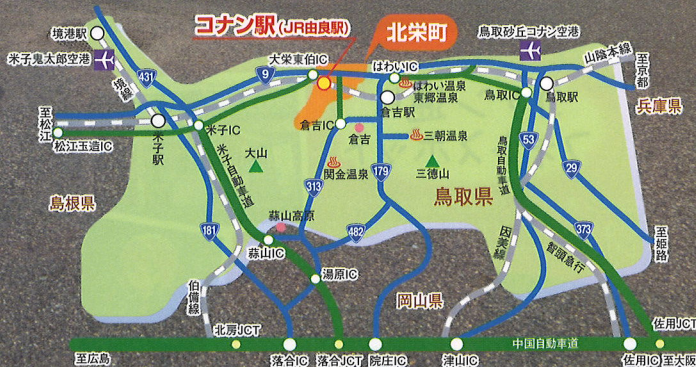 コナン駅(JR由良駅)
北栄町
境港駅
米子鬼太郎空港
境線
431
9
大栄東伯IC
はわいIC
鳥取砂丘コナン空港
山陰本線
至京都
兵庫県
はわい温泉
東郷温泉
鳥取IC
鳥取駅
倉吉駅
至松江
松江玉造IC
米子駅
米子IC
倉吉IC
倉吉
三朝温泉
53
29
大山
関金温泉
三徳山
鳥取自動車道
米子自動車道
313
179
鳥取県
島根県
181
蒜山高原
482
因美線
373
至姫路
智頭急行
蒜山IC
湯原IC
伯備線
岡山県
北房JCT
佐用JCT
至広島
落合IC
落合JCT
院庄IC
津山IC
中国自動車道
佐用IC
至大阪